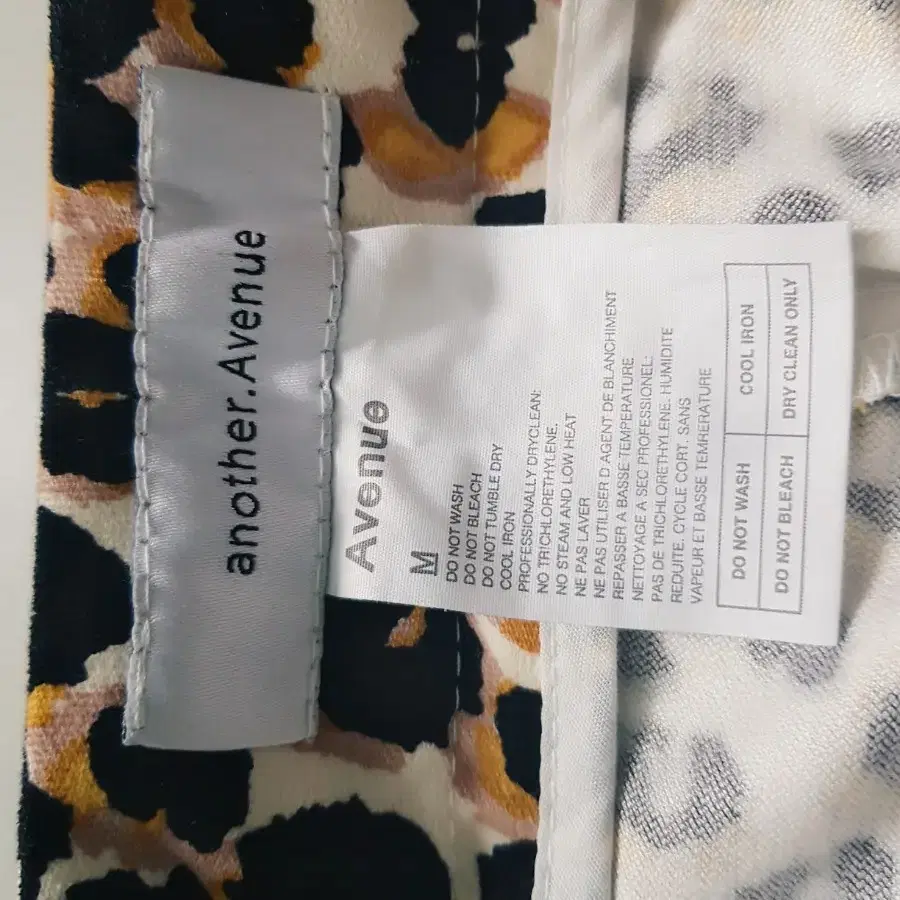 another.Avenue
Avenue
M
DO NOT WASH
DO NOT BLEACH
DO NOT TUMBLE DRY
COOL IRON
PROFESSIONALLY DRYCLEAN:
NO TRICHLORETHYLENE.
NO STEAM AND LOW HEAT
NE PAS LAVER
NE PAS UTILISER D AGENT DE BLANCHIMENT
REPASSER A BASSE TEMPERATURE
NETTOYAGE A SEC PROFESSIONEL:
PAS DE TRICHLORETHYLENE. HUMIDITE
REDUITE. CYCLE CORT. SANS
VAPEUR ET BASSE TEMRERATURE
DO NOT WASH COOL IRON
DO NOT BLEACH DRY CLEAN ONLY